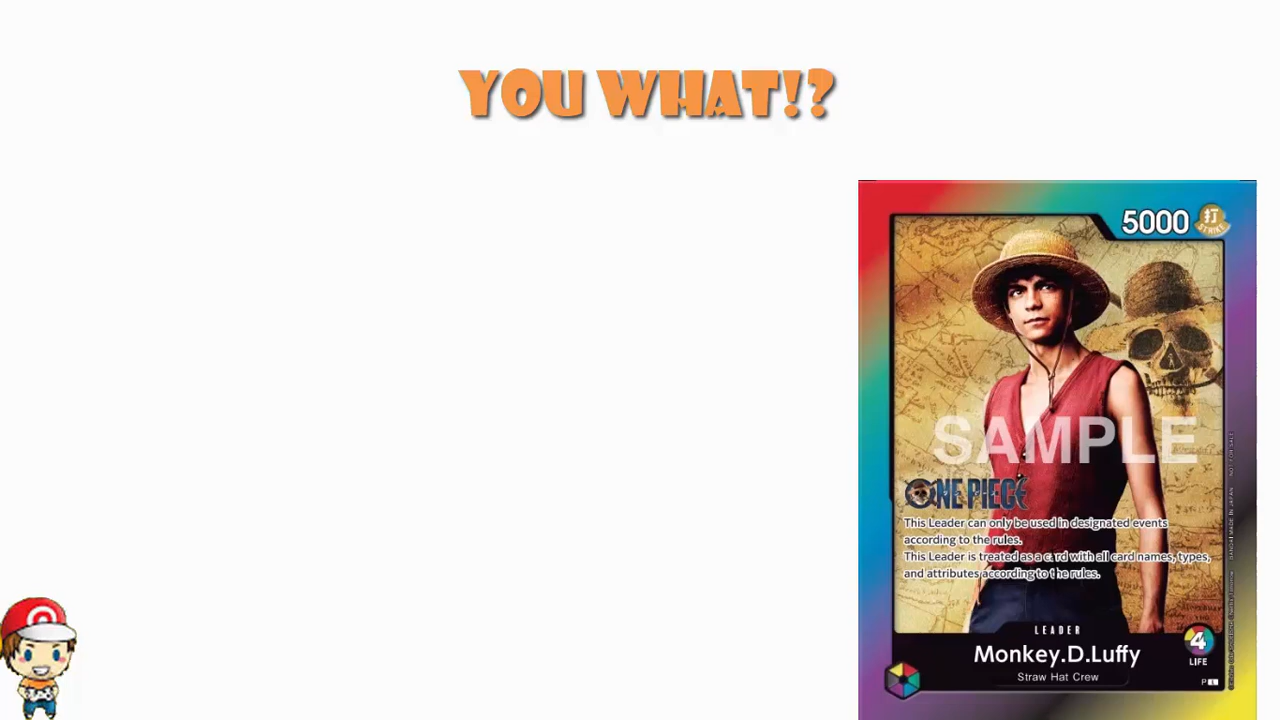 YOU WHAT!?
5000
打
STRIKE
SAMPLE
ONE PIECE
This Leader can only be used in designated events
according to the rules.
This Leader is treated as a card with all card names, types,
and attributes according to the rules.
LEADER
4
Monkey.D.Luffy
LIFE
Straw Hat Crew
P